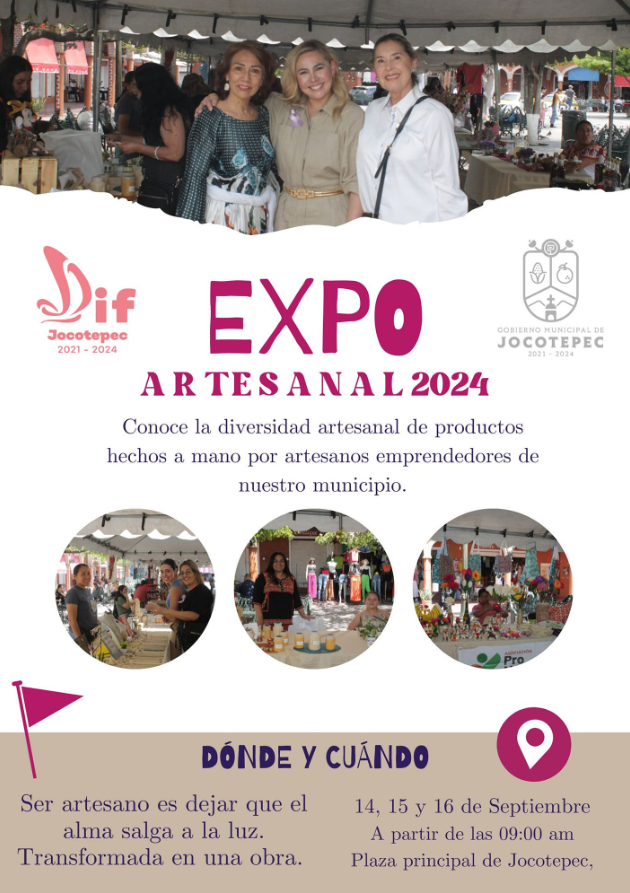 Dif
Jocotepec
2021 - 2024
EXPO
ARTESANAL 2024
GOBIERNO MUNICIPAL DE
JOCOTEPEC
2021 - 2024
Conoce la diversidad artesanal de productos
hechos a mano por artesanos emprendedores de
nuestro municipio.
ASOCIACIÓN
Pro
DÓNDE Y CUÁNDO
Ser artesano es dejar que el
alma salga a la luz.
Transformada en una obra.
14, 15 y 16 de Septiembre
A partir de las 09:00 am
Plaza principal de Jocotepec,